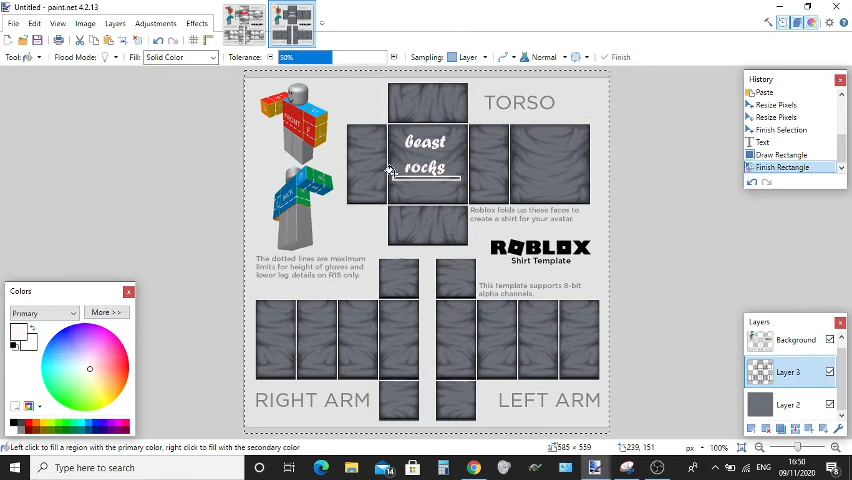 Untitled - paint.net 4.2.13
File Edit View Image Layers Adjustments Effects
Tool: Flood Mode: Fill: Solid Color Tolerance: 50% Sampling: Layer Normal Finish
TORSO
FRONT
BACK
beast
rocks
Roblox folds up these faces to
create a shirt for your avatar.
ROBLOX
Shirt Template
The dotted lines are maximum
limits for height of gloves and
lower leg details on R15 only.
This template supports 8-bit
alpha channels.
RIGHT ARM
LEFT ARM
History
Paste
Resize Pixels
Resize Pixels
Finish Selection
Text
Draw Rectangle
Finish Rectangle
Colors
Primary
More >>
Layers
Background
Layer 3
Layer 2
Left click to fill a region with the primary color, right click to fill with the secondary color
585 x 559
239, 151
px
100%
Type here to search
14
ENG
16:50
09/11/2020
8